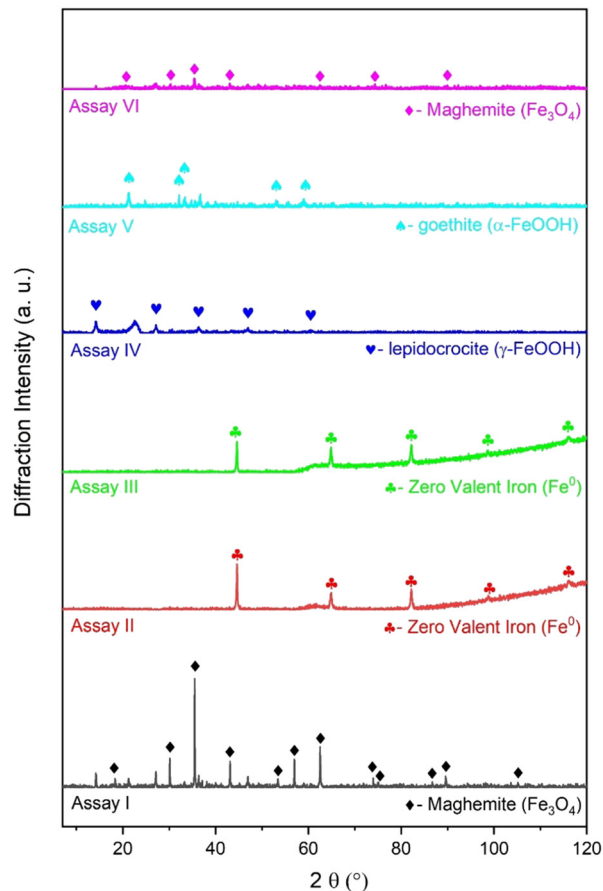 Assay VI
♦- Maghemite (Fe₃O₄)
Assay V
♠- goethite (α-FeOOH)
Assay IV
♥- lepidocrocite (γ-FeOOH)
Assay III
♣- Zero Valent Iron (Fe⁰)
Assay II
♣- Zero Valent Iron (Fe⁰)
Assay I
♦- Maghemite (Fe₃O₄)
Diffraction Intensity (a. u.)
20 40 60 80 100 120
2 θ (°)